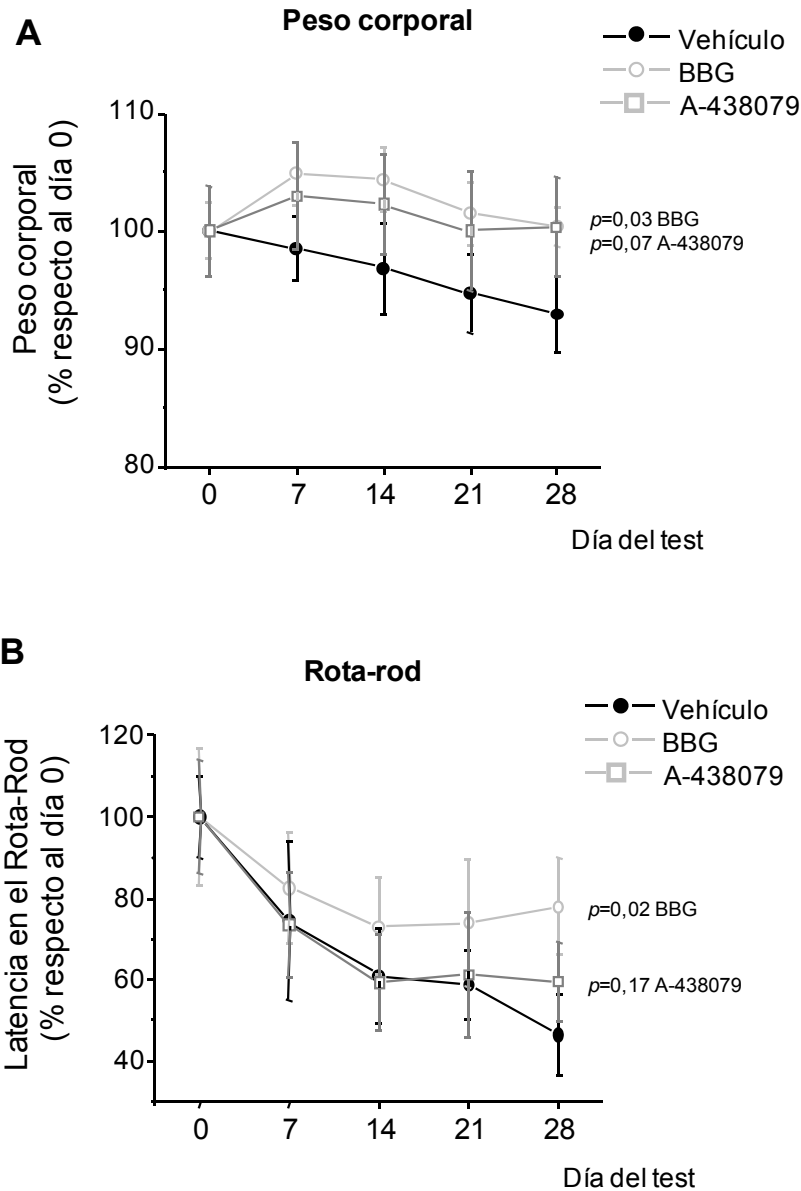 A
Peso corporal
Vehículo
BBG
A-438079
Peso corporal
(% respecto al día 0)
110
100
90
80
p=0,03 BBG
p=0,07 A-438079
0 7 14 21 28
Día del test
B
Rota-rod
Vehículo
BBG
A-438079
Latencia en el Rota-Rod
(% respecto al día 0)
120
100
80
60
40
p=0,02 BBG
p=0,17 A-438079
0 7 14 21 28
Día del test